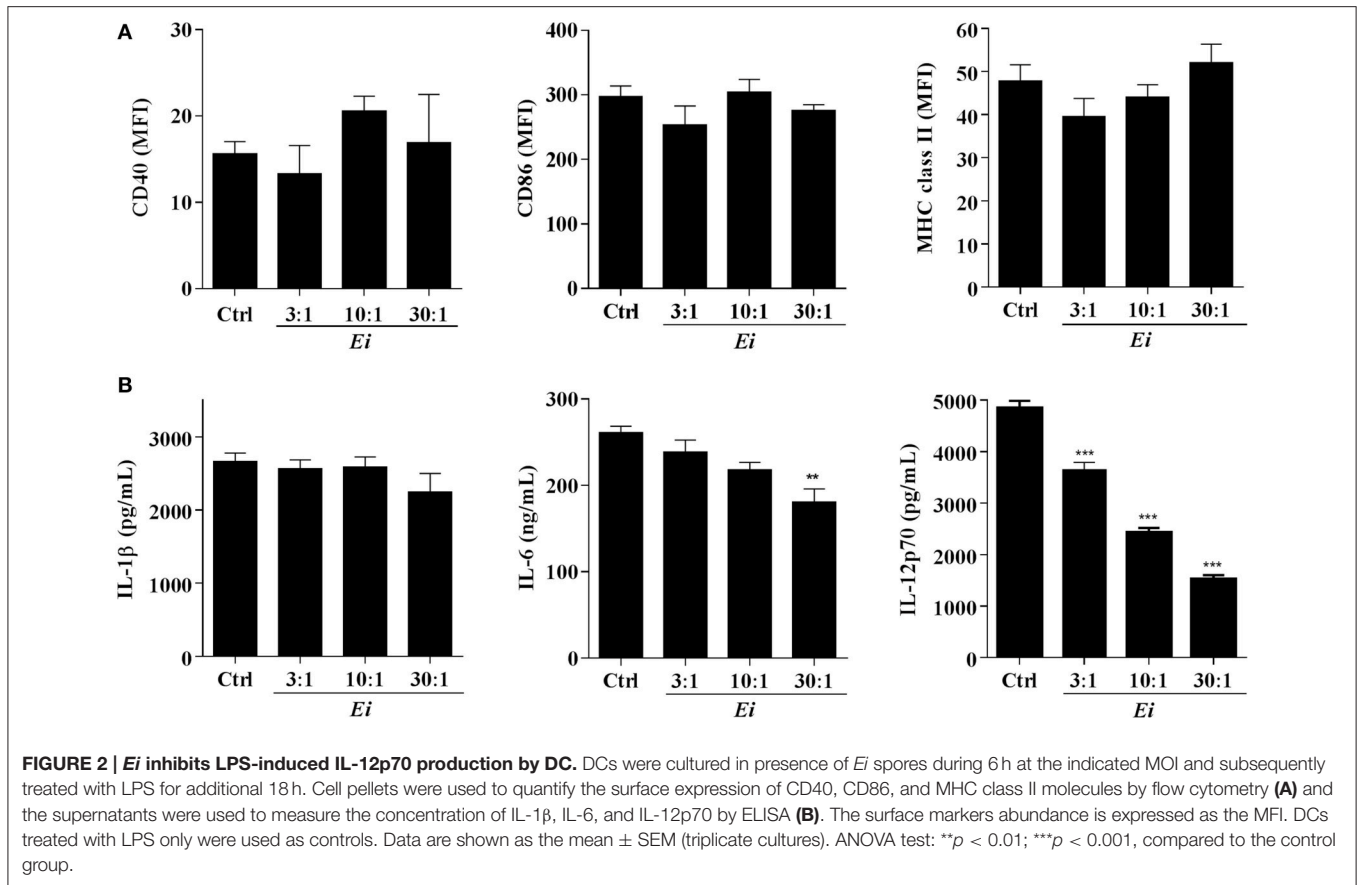 A
CD40 (MFI)
30
20
10
0
Ctrl 3:1 10:1 30:1
Ei
CD86 (MFI)
400
300
200
100
0
Ctrl 3:1 10:1 30:1
Ei
MHC class II (MFI)
60
50
40
30
20
10
0
Ctrl 3:1 10:1 30:1
Ei
B
IL-1β (pg/mL)
3000
2000
1000
0
Ctrl 3:1 10:1 30:1
Ei
IL-6 (ng/mL)
300
200
100
0
**
Ctrl 3:1 10:1 30:1
Ei
IL-12p70 (pg/mL)
5000
4000
3000
2000
1000
0
***
***
***
Ctrl 3:1 10:1 30:1
Ei
FIGURE 2 | Ei inhibits LPS-induced IL-12p70 production by DC. DCs were cultured in presence of Ei spores during 6 h at the indicated MOI and subsequently
treated with LPS for additional 18 h. Cell pellets were used to quantify the surface expression of CD40, CD86, and MHC class II molecules by flow cytometry (A) and
the supernatants were used to measure the concentration of IL-1β, IL-6, and IL-12p70 by ELISA (B). The surface markers abundance is expressed as the MFI. DCs
treated with LPS only were used as controls. Data are shown as the mean ± SEM (triplicate cultures). ANOVA test: **p < 0.01; ***p < 0.001, compared to the control
group.